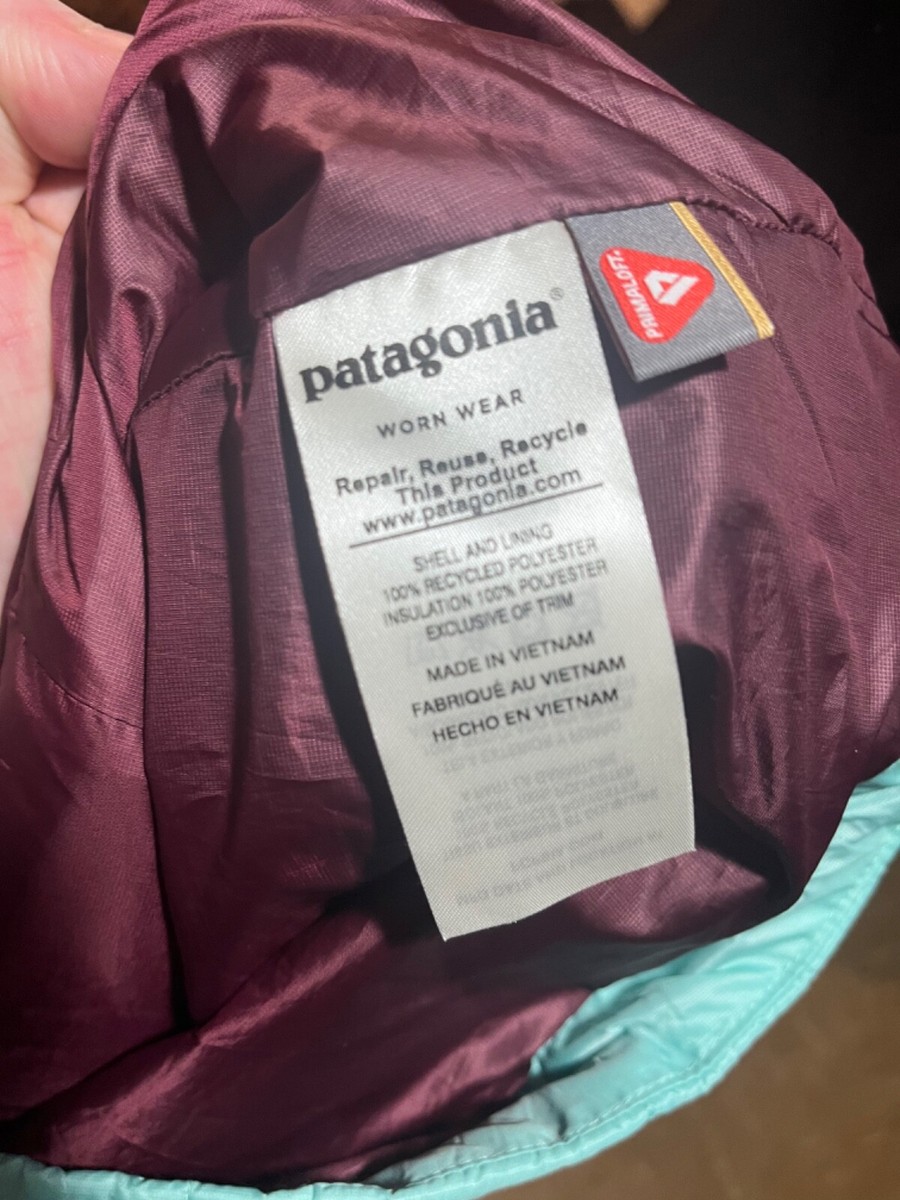 patagonia®
WORN WEAR
Repair, Reuse, Recycle
This Product
www.patagonia.com
SHELL AND LINING
100% RECYCLED POLYESTER
INSULATION 100% POLYESTER
EXCLUSIVE OF TRIM
MADE IN VIETNAM
FABRIQUÉ AU VIETNAM
HECHO EN VIETNAM
PRIMALOFT